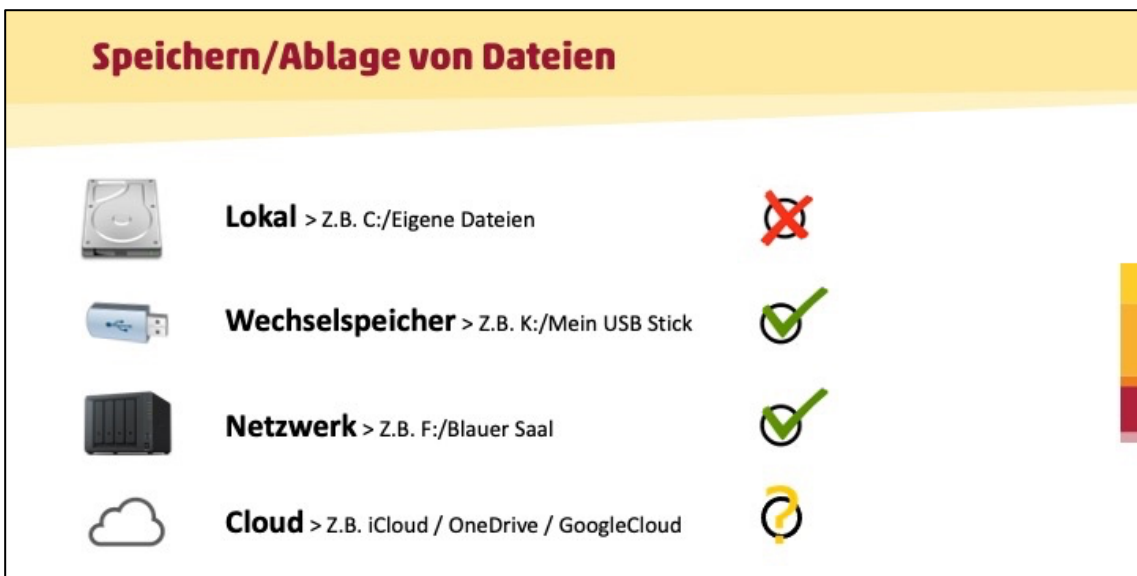 Speichern/Ablage von Dateien
Lokal > Z.B. C:/Eigene Dateien
Wechselspeicher > Z.B. K:/Mein USB Stick
Netzwerk > Z.B. F:/Blauer Saal
Cloud > Z.B. iCloud / OneDrive / GoogleCloud
?